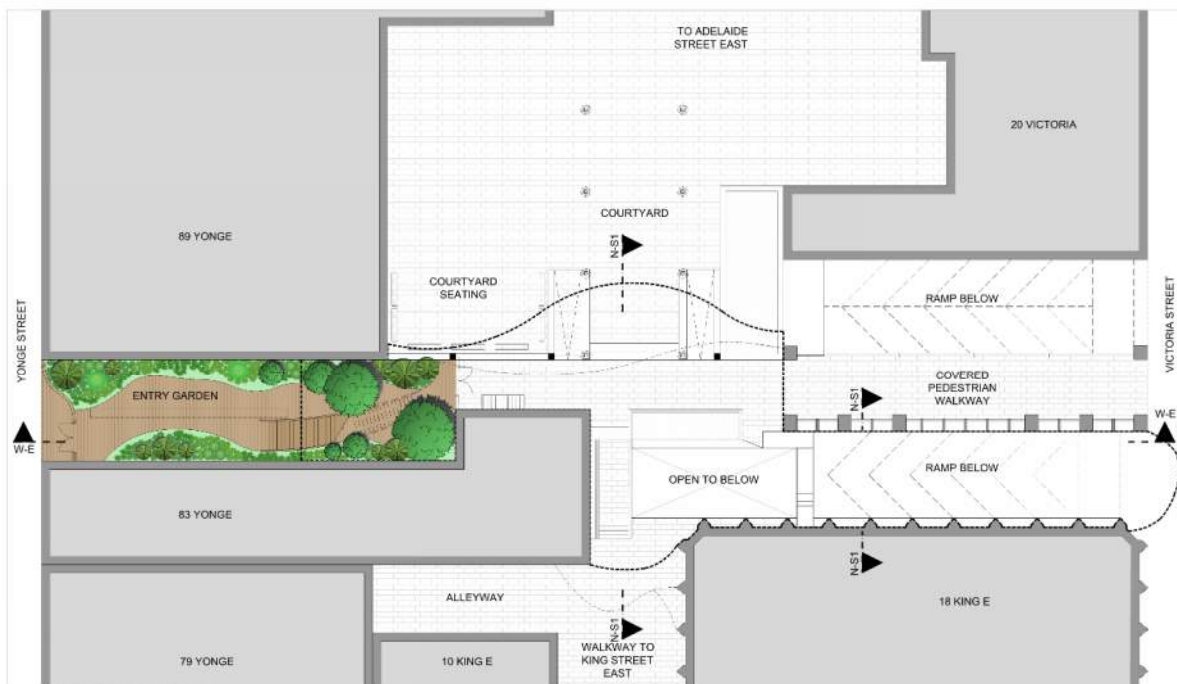 TO ADELAIDE
STREET EAST
20 VICTORIA
89 YONGE
COURTYARD
N-S1
COURTYARD
SEATING
RAMP BELOW
YONGE STREET
VICTORIA STREET
ENTRY GARDEN
COVERED
PEDESTRIAN
WALKWAY
N-S1
W-E
W-E
RAMP BELOW
OPEN TO BELOW
83 YONGE
N-S1
ALLEYWAY
18 KING E
N-S1
WALKWAY TO
KING STREET
EAST
79 YONGE
10 KING E